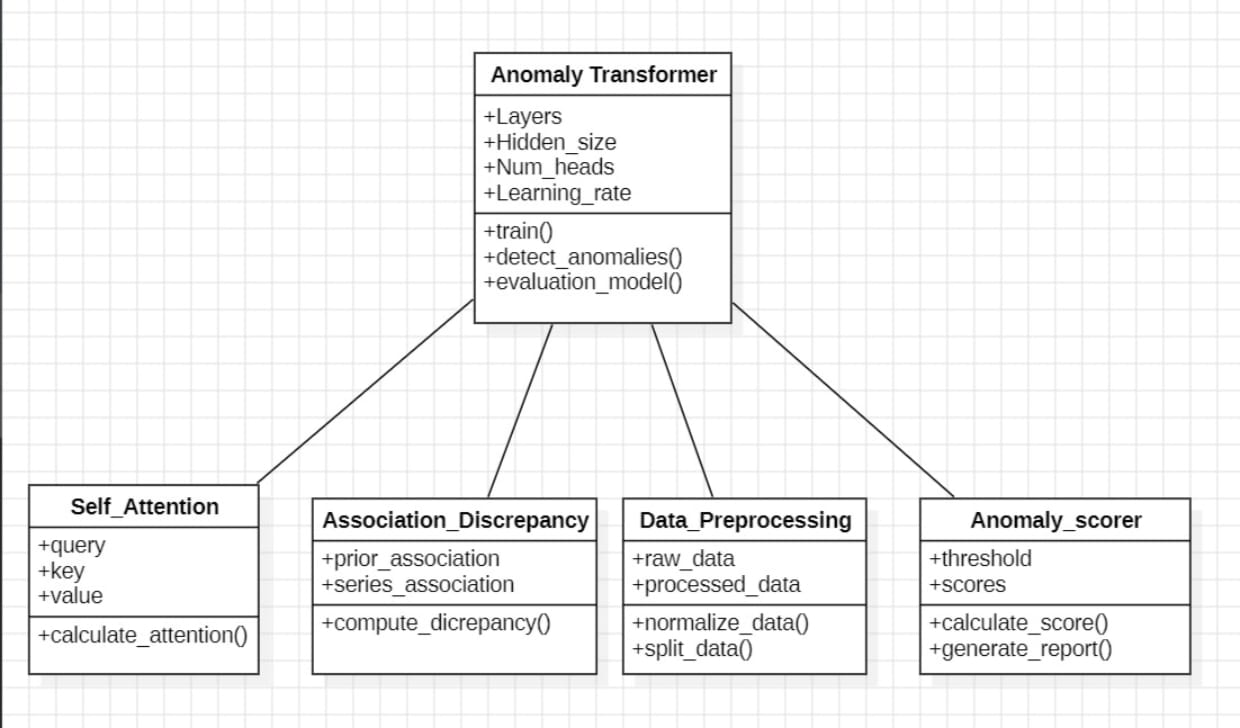 Anomaly Transformer
+Layers
+Hidden_size
+Num_heads
+Learning_rate
+train()
+detect_anomalies()
+evaluation_model()
Self_Attention
+query
+key
+value
+calculate_attention()
Association_Discrepancy
+prior_association
+series_association
+compute_dicrepancy()
Data_Preprocessing
+raw_data
+processed_data
+normalize_data()
+split_data()
Anomaly_scorer
+threshold
+scores
+calculate_score()
+generate_report()